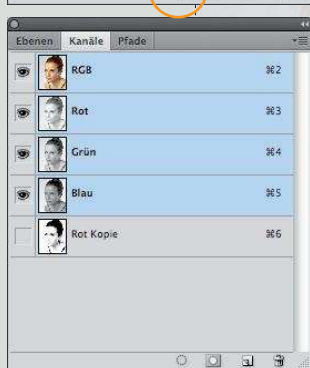 Ebenen Kanäle Pfade
RGB ⌘2
Rot ⌘3
Grün ⌘4
Blau ⌘5
Rot Kopie ⌘6